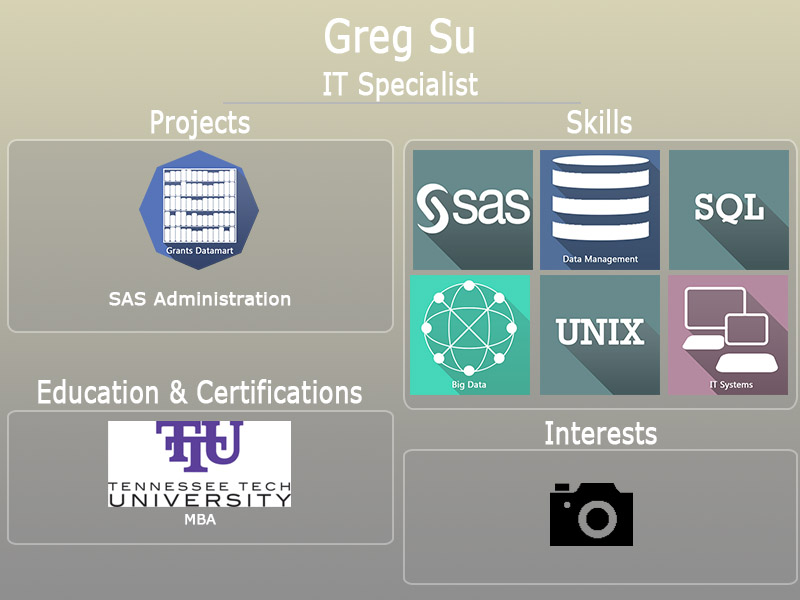 Greg Su
IT Specialist
Projects
Grants Datamart
SAS Administration
Skills
sas
Data Management
SQL
Big Data
UNIX
IT Systems
Education & Certifications
TTU
TENNESSEE TECH
UNIVERSITY
MBA
Interests